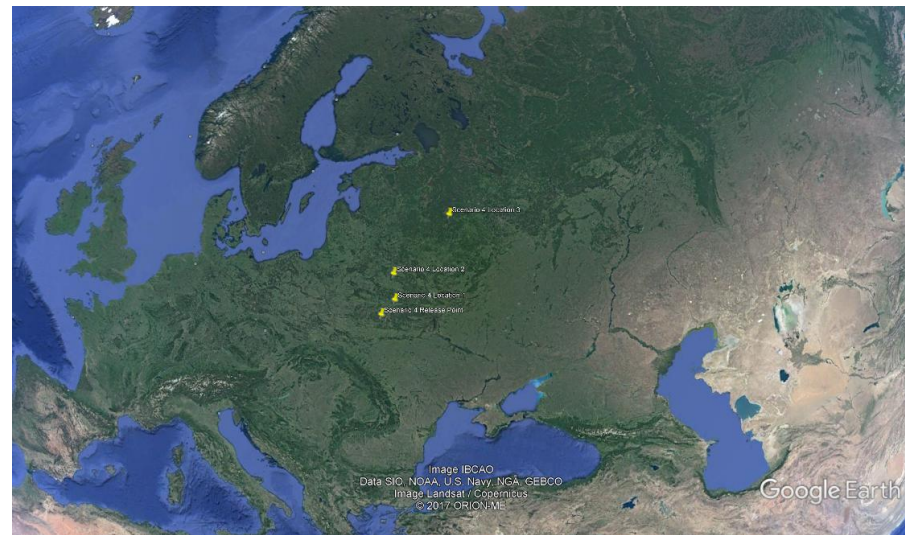 Scenario 4 Location 3
Scenario 4 Location 2
Scenario 4 Location 1
Scenario 4 Release Point
Image IBCAO
Data SIO, NOAA, U.S. Navy, NGA, GEBCO
Image Landsat / Copernicus
© 2017 ORION-ME
Google Earth